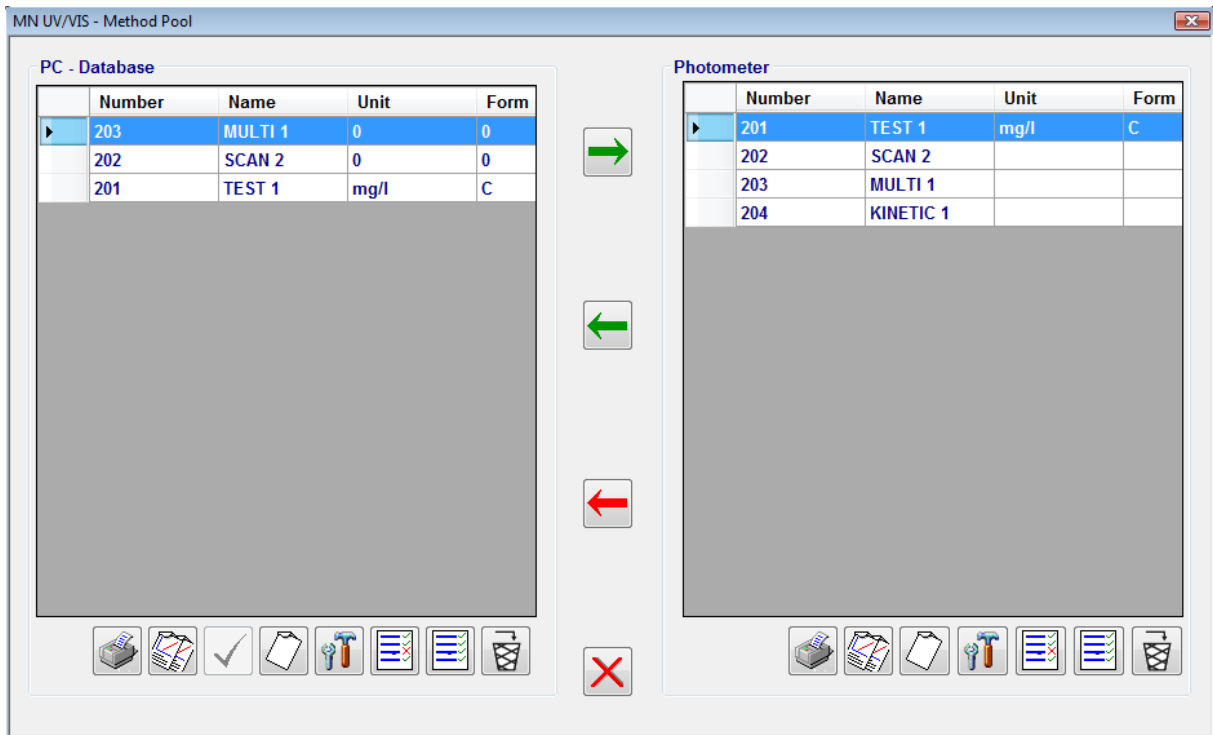 MN UV/VIS - Method Pool
PC - Database
Number Name Unit Form
203 MULTI 1 0 0
202 SCAN 2 0 0
201 TEST 1 mg/l C
Photometer
Number Name Unit Form
201 TEST 1 mg/l C
202 SCAN 2
203 MULTI 1
204 KINETIC 1